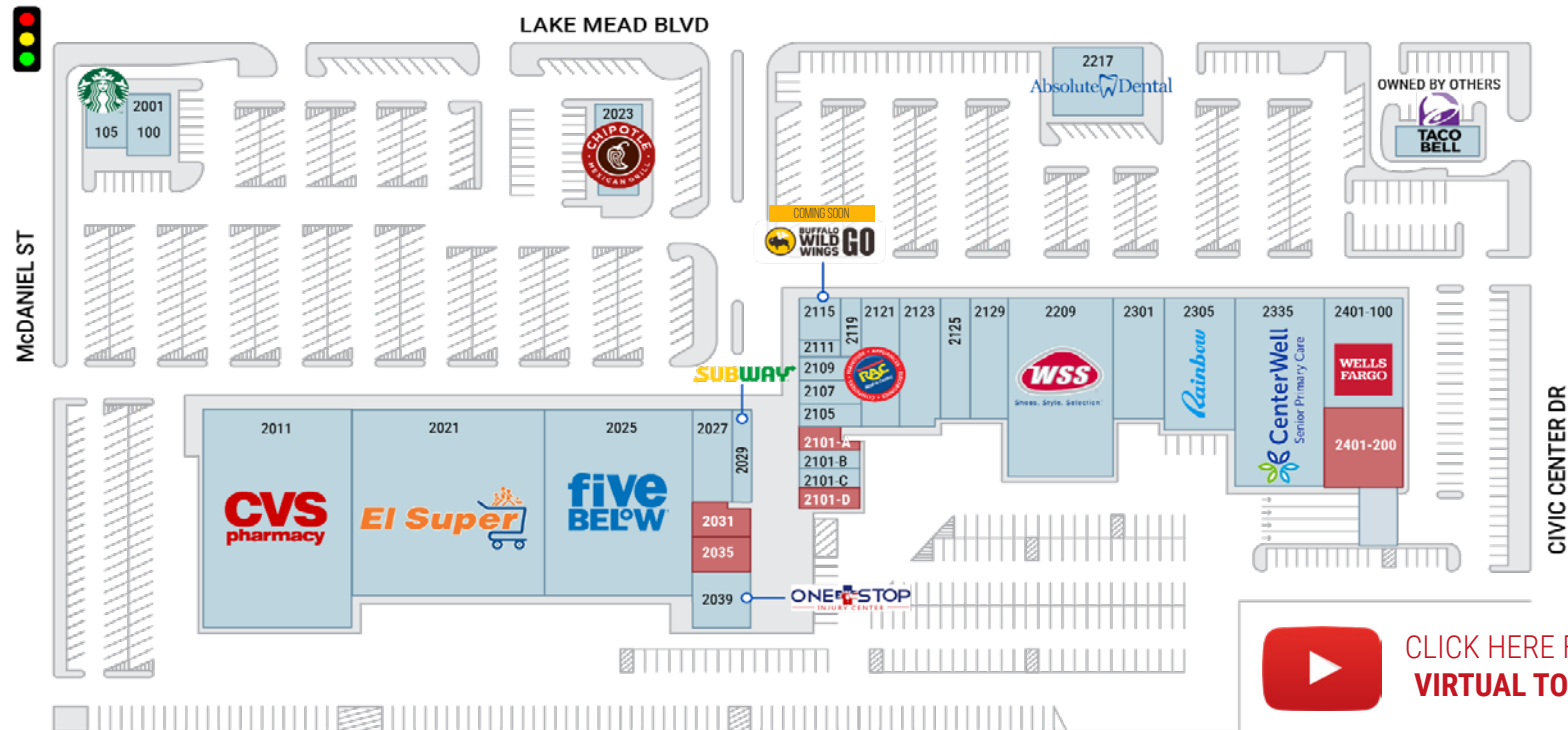 LAKE MEAD BLVD
McDANIEL ST
CIVIC CENTER DR
2001
105
100
2023
CHIPOTLE
MEXICAN GRILL
2217
Absolute Dental
OWNED BY OTHERS
TACO
BELL
COMING SOON
BUFFALO
WILD
WINGS GO
2115
2111
2109
2107
2105
2119
2121
2123
RAC
2125
2129
2209
WSS
Shoes. Style. Selection
2301
2305
Rainbow
2335
CenterWell
Senior Primary Care
2401-100
WELLS
FARGO
2401-200
2101-A
2101-B
2101-C
2101-D
SUBWAY
2011
CVS
pharmacy
2021
El Super
2025
five
BELOW
2027
2029
2031
2035
2039
ONE STOP
INJURY CENTER
CLICK HERE
VIRTUAL